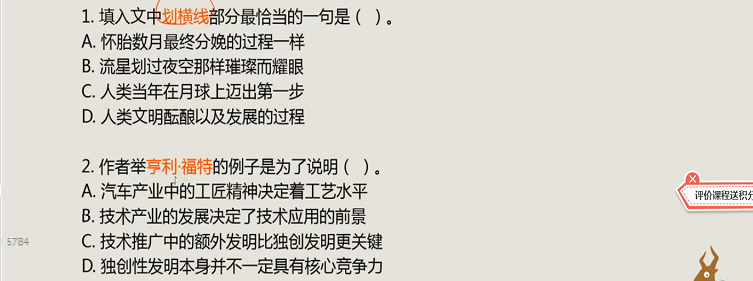 1. 填入文中划横线部分最恰当的一句是（ ）。
A. 怀胎数月最终分娩的过程一样
B. 流星划过夜空那样璀璨而耀眼
C. 人类当年在月球上迈出第一步
D. 人类文明酝酿以及发展的过程
2. 作者举亨利·福特的例子是为了说明（ ）。
A. 汽车产业中的工匠精神决定着工艺水平
评价课程送积分
B. 技术产业的发展决定了技术应用的前景
C. 技术推广中的额外发明比独创发明更关键
D. 独创性发明本身并不一定具有核心竞争力